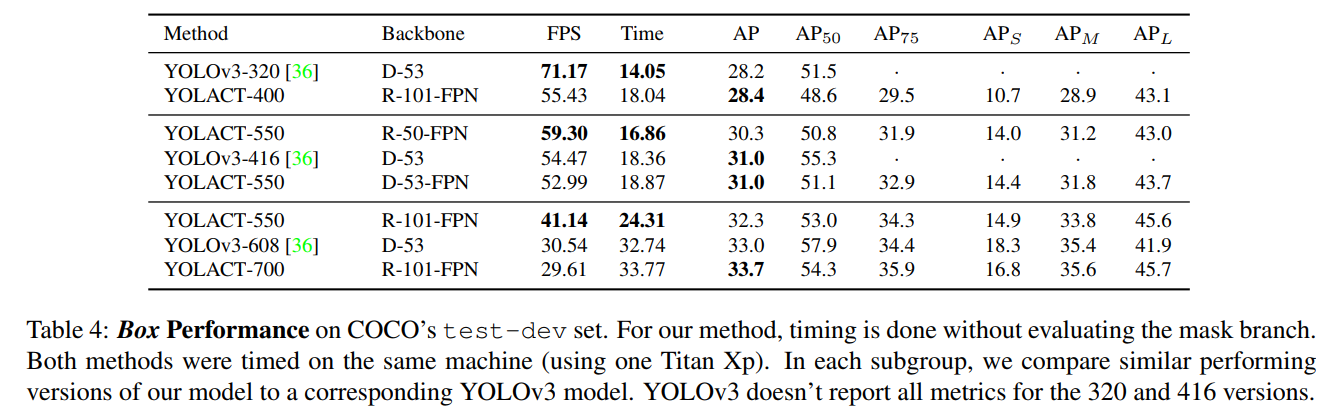 Method Backbone FPS Time AP AP50 AP75 APS APM APL
YOLOv3-320 [36] D-53 71.17 14.05 28.2 51.5 · · · ·
YOLACT-400 R-101-FPN 55.43 18.04 28.4 48.6 29.5 10.7 28.9 43.1
YOLACT-550 R-50-FPN 59.30 16.86 30.3 50.8 31.9 14.0 31.2 43.0
YOLOv3-416 [36] D-53 54.47 18.36 31.0 55.3 · · · ·
YOLACT-550 D-53-FPN 52.99 18.87 31.0 51.1 32.9 14.4 31.8 43.7
YOLACT-550 R-101-FPN 41.14 24.31 32.3 53.0 34.3 14.9 33.8 45.6
YOLOv3-608 [36] D-53 30.54 32.74 33.0 57.9 34.4 18.3 35.4 41.9
YOLACT-700 R-101-FPN 29.61 33.77 33.7 54.3 35.9 16.8 35.6 45.7
Table 4: Box Performance on COCO's test-dev set. For our method, timing is done without evaluating the mask branch.
Both methods were timed on the same machine (using one Titan Xp). In each subgroup, we compare similar performing
versions of our model to a corresponding YOLOv3 model. YOLOv3 doesn't report all metrics for the 320 and 416 versions.